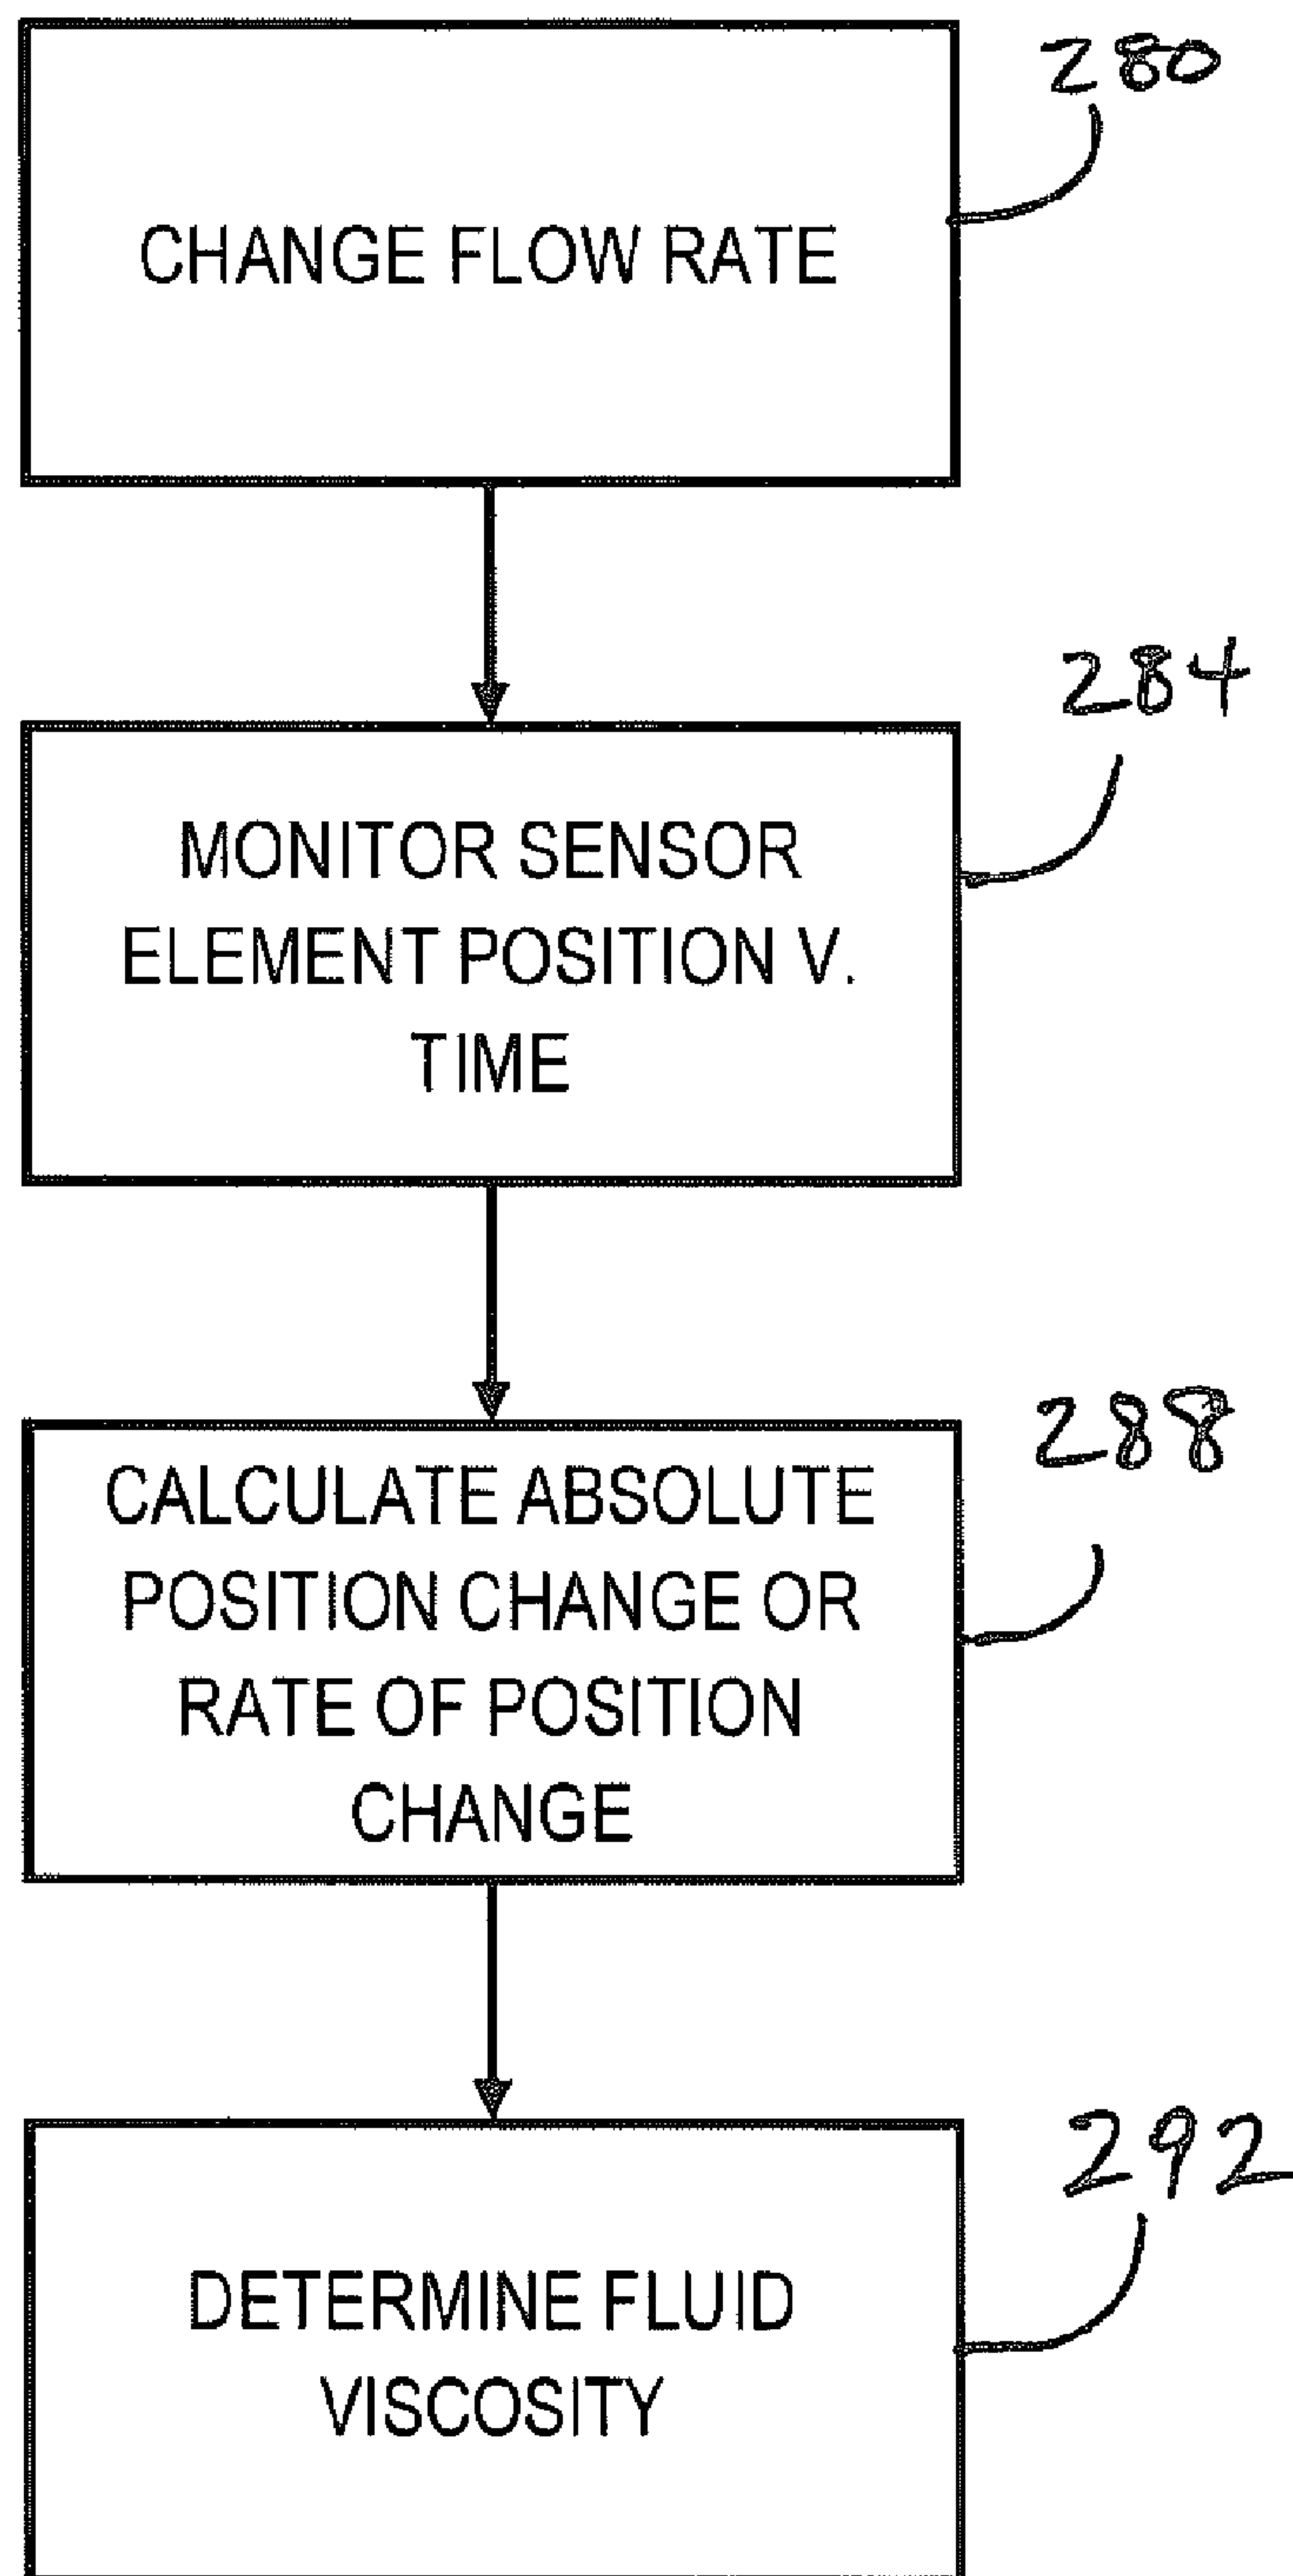 280
CHANGE FLOW RATE
284
MONITOR SENSOR
ELEMENT POSITION V.
TIME
288
CALCULATE ABSOLUTE
POSITION CHANGE OR
RATE OF POSITION
CHANGE
292
DETERMINE FLUID
VISCOSITY